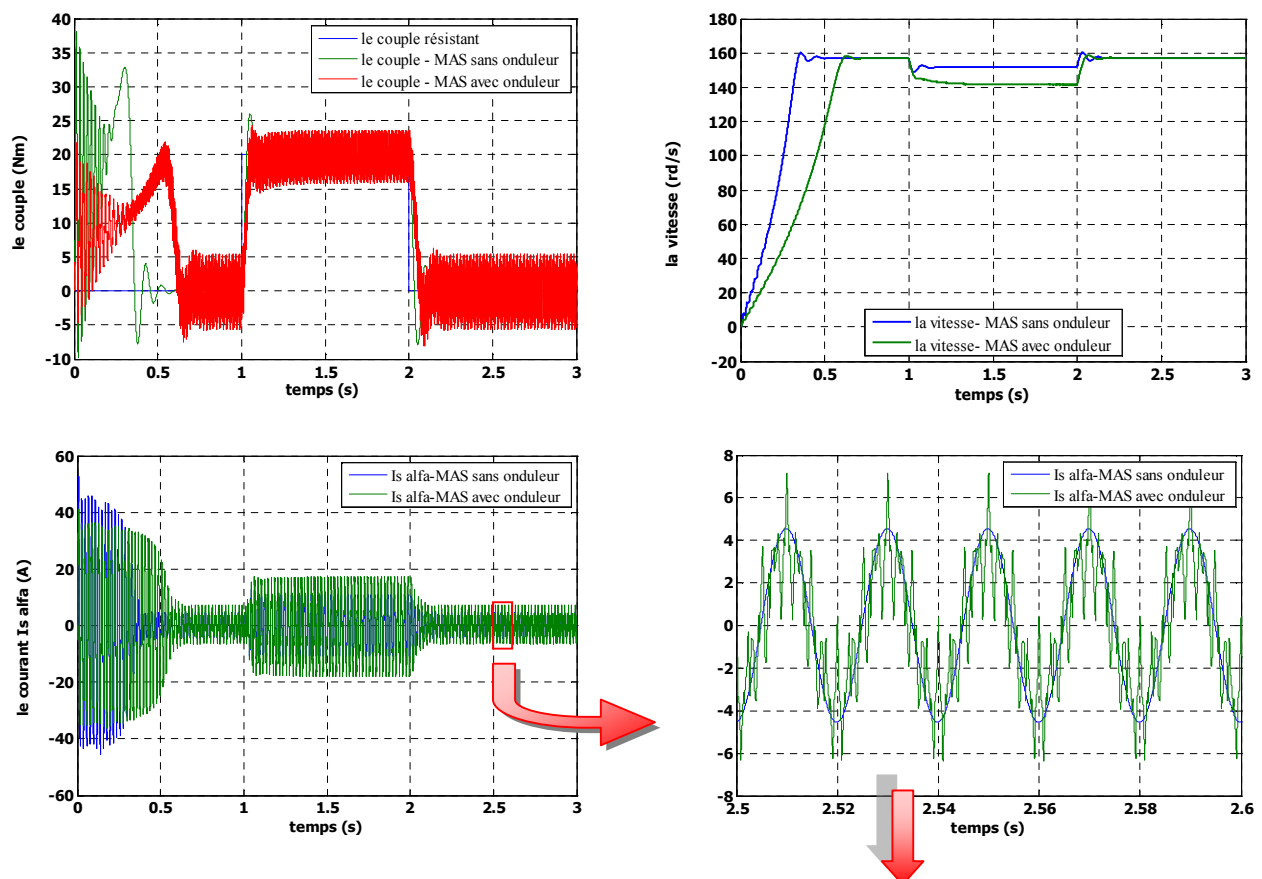 le couple (Nm)
40
35
30
25
20
15
10
5
0
-5
-10
le couple résistant
le couple - MAS sans onduleur
le couple - MAS avec onduleur
0 0.5 1 1.5 2 2.5 3
temps (s)
la vitesse (rd/s)
180
160
140
120
100
80
60
40
20
0
-20
la vitesse- MAS sans onduleur
la vitesse- MAS avec onduleur
0 0.5 1 1.5 2 2.5 3
temps (s)
le courant Is alfa (A)
60
40
20
0
-20
-40
-60
Is alfa-MAS sans onduleur
Is alfa-MAS avec onduleur
0 0.5 1 1.5 2 2.5 3
temps (s)
8
6
4
2
0
-2
-4
-6
-8
Is alfa-MAS sans onduleur
Is alfa-MAS avec onduleur
2.5 2.52 2.54 2.56 2.58 2.6
temps (s)